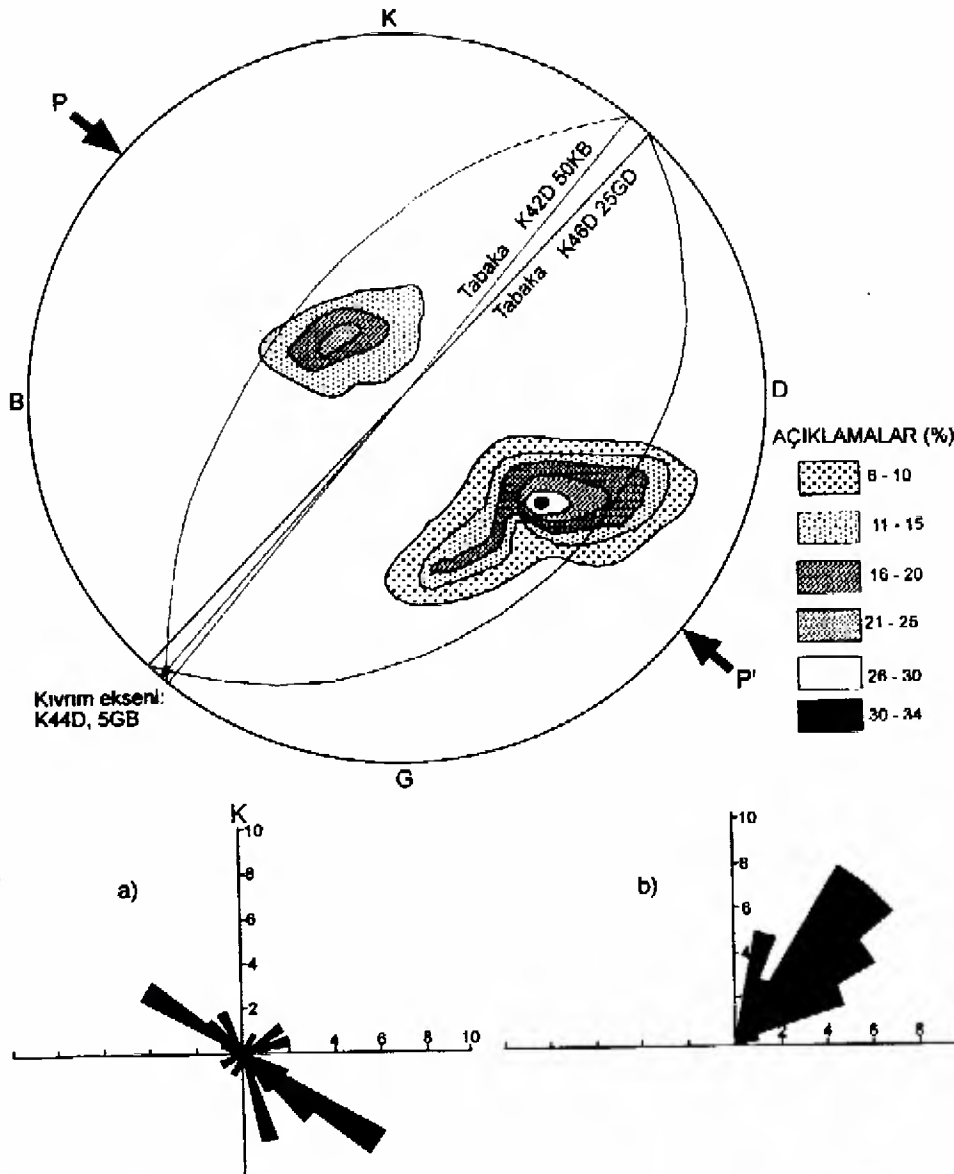 K
P
Tabaka K42D 50KB
Tabaka K46D 25GD
B
D
AÇIKLAMALAR (%)
6 - 10
11 - 15
16 - 20
21 - 25
26 - 30
30 - 34
P'
Kıvrım ekseni:
K44D, 5GB
G
K
10
8
6
4
2
2 4 6 8 10
a)
10
8
6
4
2
2 4 6 8
b)